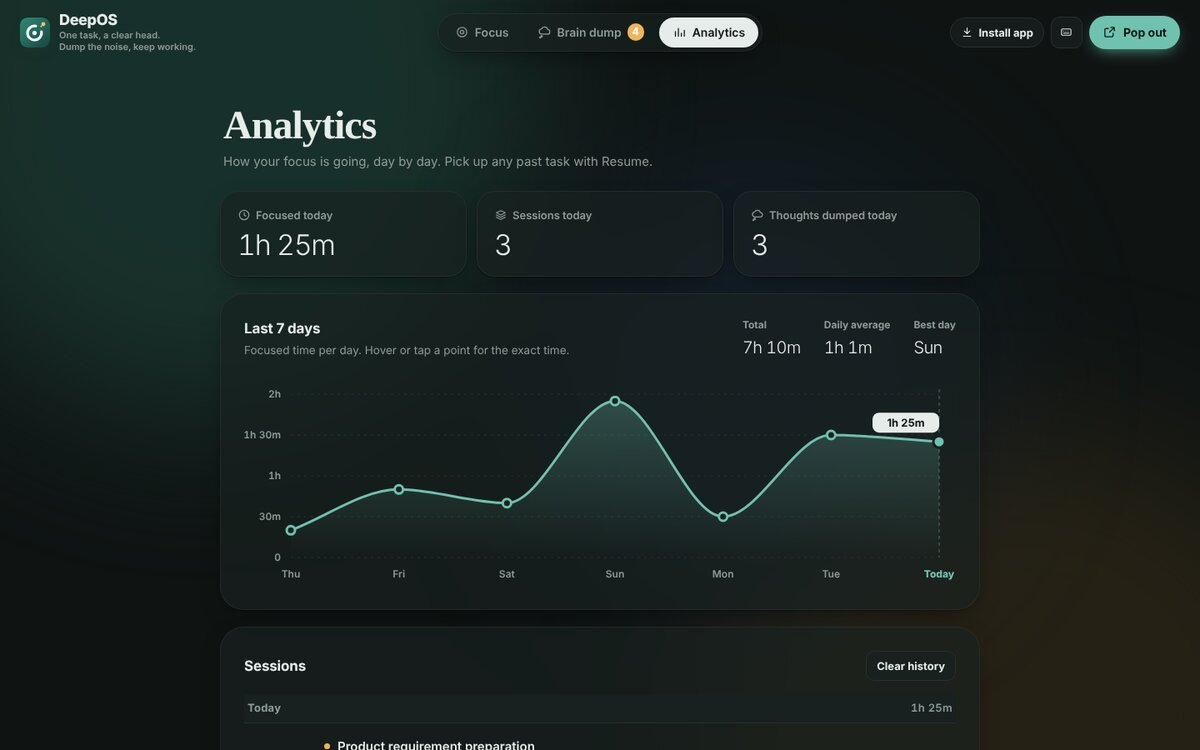 DeepOS
One task, a clear head.
Dump the noise, keep working.
Focus
Brain dump 4
Analytics
Install app
Pop out
Analytics
How your focus is going, day by day. Pick up any past task with Resume.
Focused today
1h 25m
Sessions today
3
Thoughts dumped today
3
Last 7 days
Focused time per day. Hover or tap a point for the exact time.
Total
7h 10m
Daily average
1h 1m
Best day
Sun
2h
1h 30m
1h
30m
0
1h 25m
Thu Fri Sat Sun Mon Tue Today
Sessions
Clear history
Today 1h 25m
Product requirement preparation